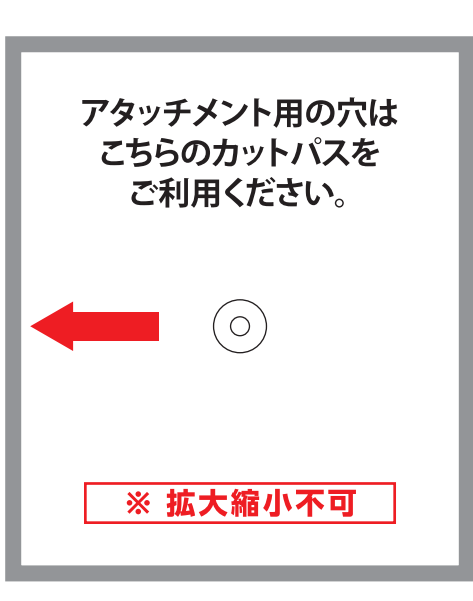 アタッチメント用の穴は
こちらのカットパスを
ご利用ください。
※ 拡大縮小不可